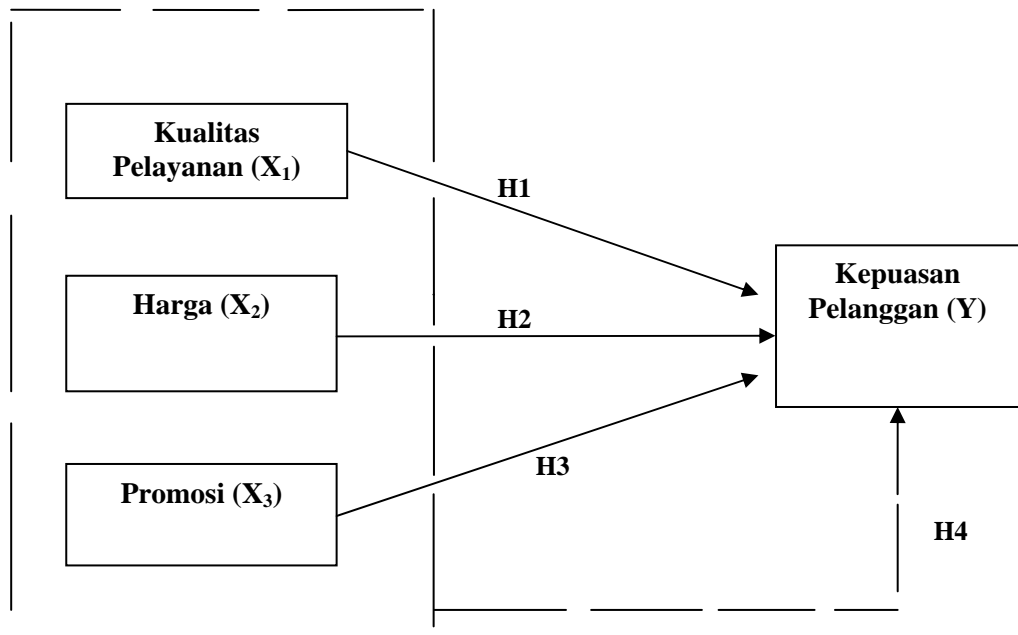 Kualitas
Pelayanan (X₁)
H1
Harga (X₂)
H2
Kepuasan
Pelanggan (Y)
Promosi (X₃)
H3
H4